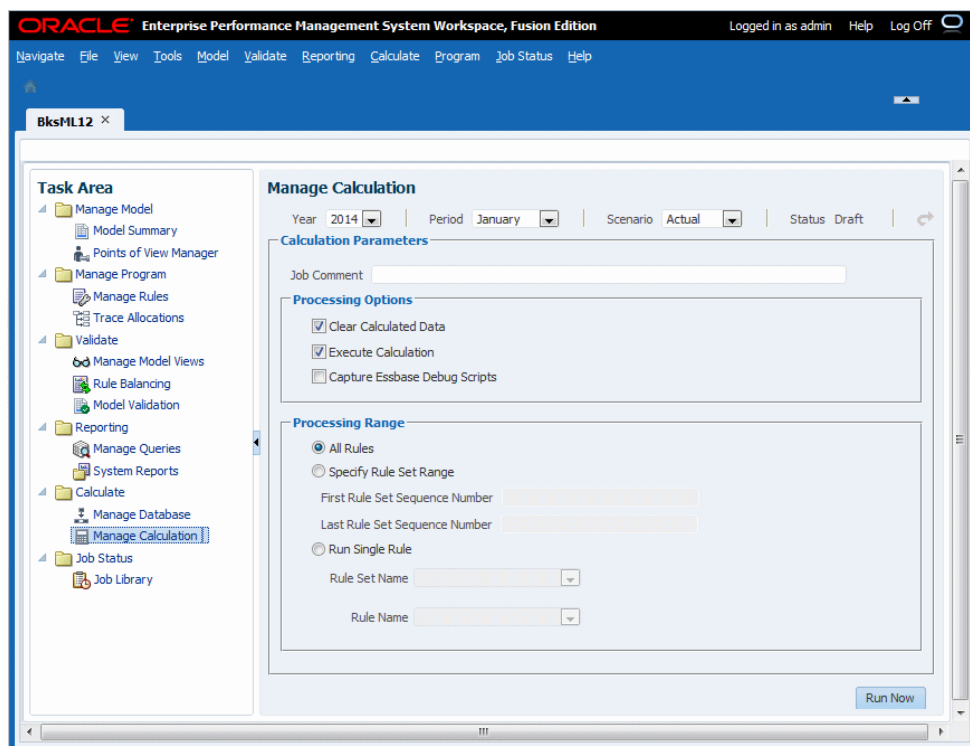 ORACLE Enterprise Performance Management System Workspace, Fusion Edition Logged in as admin Help Log Off
Navigate File View Tools Model Validate Reporting Calculate Program Job Status Help
BksML12
Task Area
Manage Model
Model Summary
Points of View Manager
Manage Program
Manage Rules
Trace Allocations
Validate
Manage Model Views
Rule Balancing
Model Validation
Reporting
Manage Queries
System Reports
Calculate
Manage Database
Manage Calculation
Job Status
Job Library
Manage Calculation
Year 2014 Period January Scenario Actual Status Draft
Calculation Parameters
Job Comment
Processing Options
Clear Calculated Data
Execute Calculation
Capture Essbase Debug Scripts
Processing Range
All Rules
Specify Rule Set Range
First Rule Set Sequence Number
Last Rule Set Sequence Number
Run Single Rule
Rule Set Name
Rule Name
Run Now